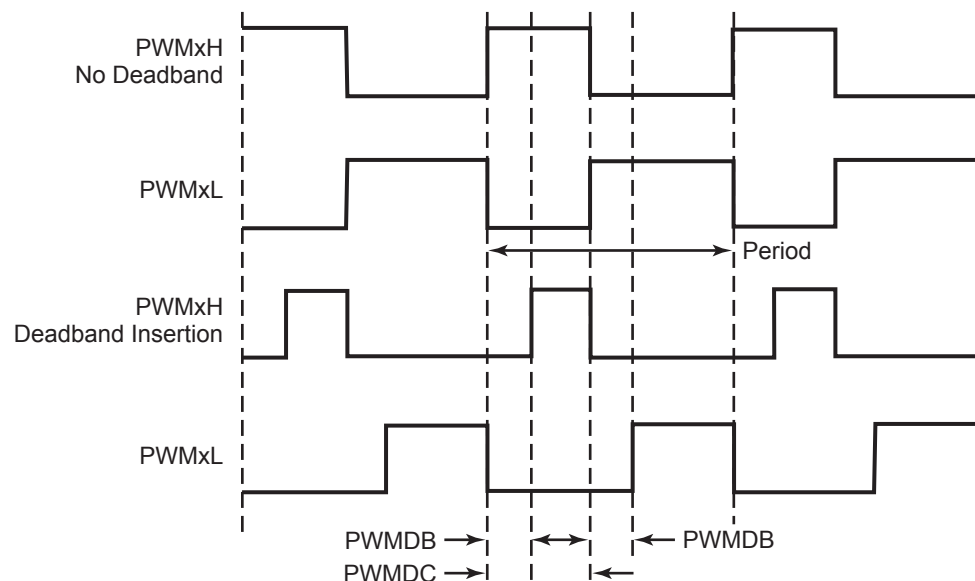 PWMxH
No Deadband
PWMxL
Period
PWMxH
Deadband Insertion
PWMxL
PWMDB
PWMDB
PWMDC